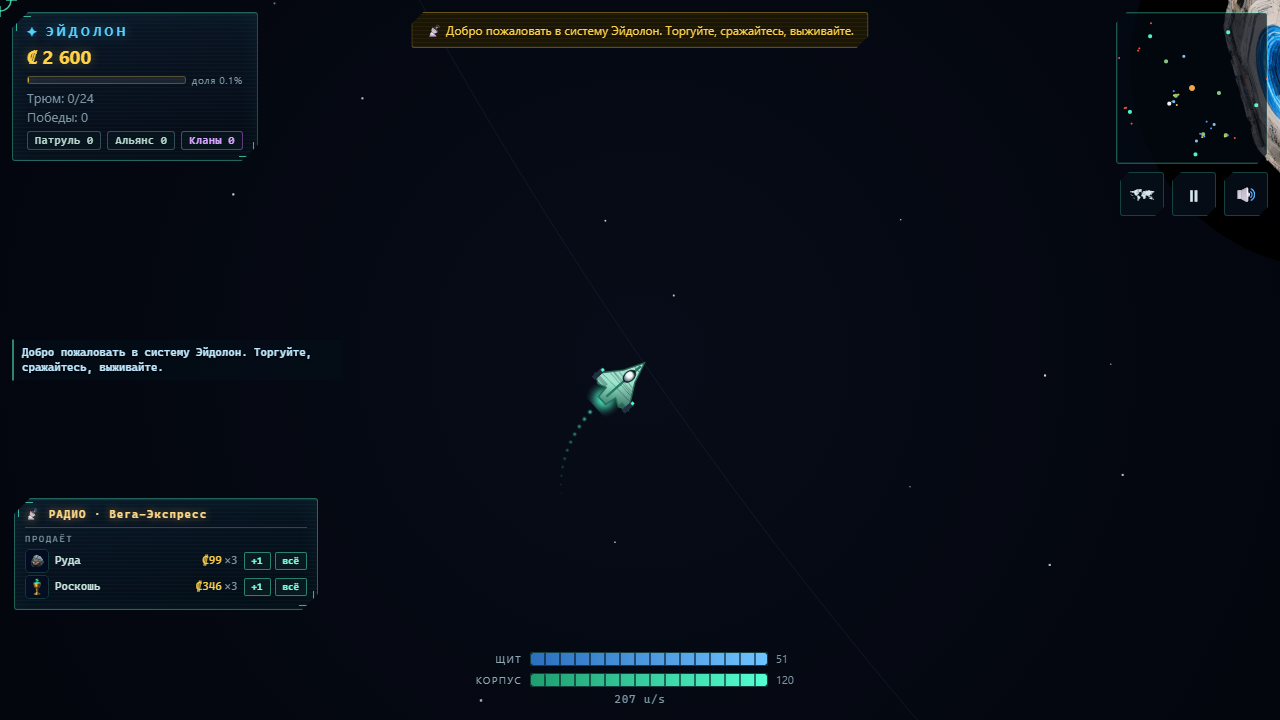 ЭЙДОЛОН
₡ 2 600
доля 0.1%
Трюм: 0/24
Победы: 0
Патруль 0 Альянс 0 Кланы 0
Добро пожаловать в систему Эйдолон. Торгуйте, сражайтесь, выживайте.
Добро пожаловать в систему Эйдолон. Торгуйте,
сражайтесь, выживайте.
РАДИО · Вега-Экспресс
ПРОДАЁТ
Руда ₡99 ×3 +1 всё
Роскошь ₡346 ×3 +1 всё
ЩИТ 51
КОРПУС 120
207 u/s